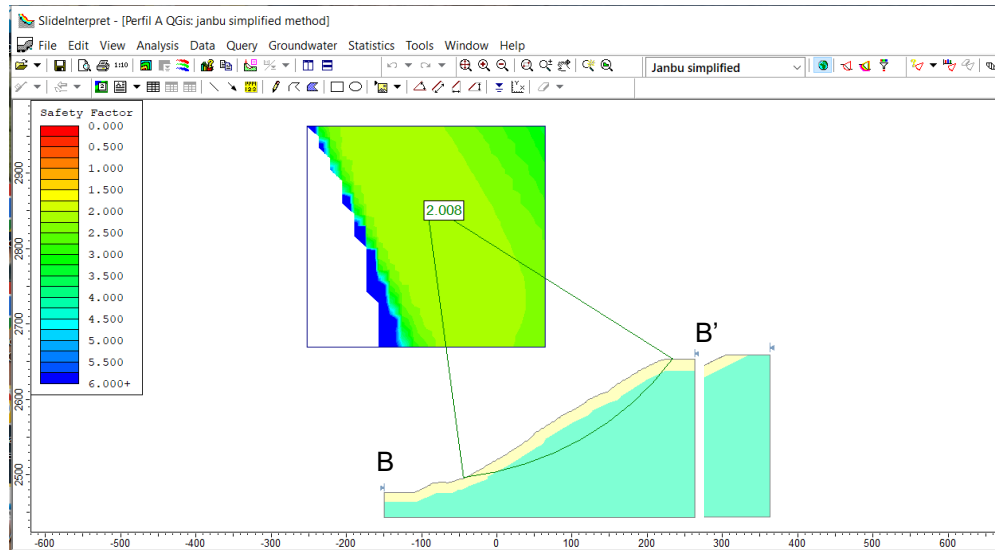 SlideInterpret - [Perfil A QGis: janbu simplified method]
File Edit View Analysis Data Query Groundwater Statistics Tools Window Help
1:10
Janbu simplified
Safety Factor
0.000
0.500
1.000
1.500
2.000
2.500
3.000
3.500
4.000
4.500
5.000
5.500
6.000+
2.008
B
B’
2900
2800
2700
2600
2500
-600 -500 -400 -300 -200 -100 0 100 200 300 400 500 600